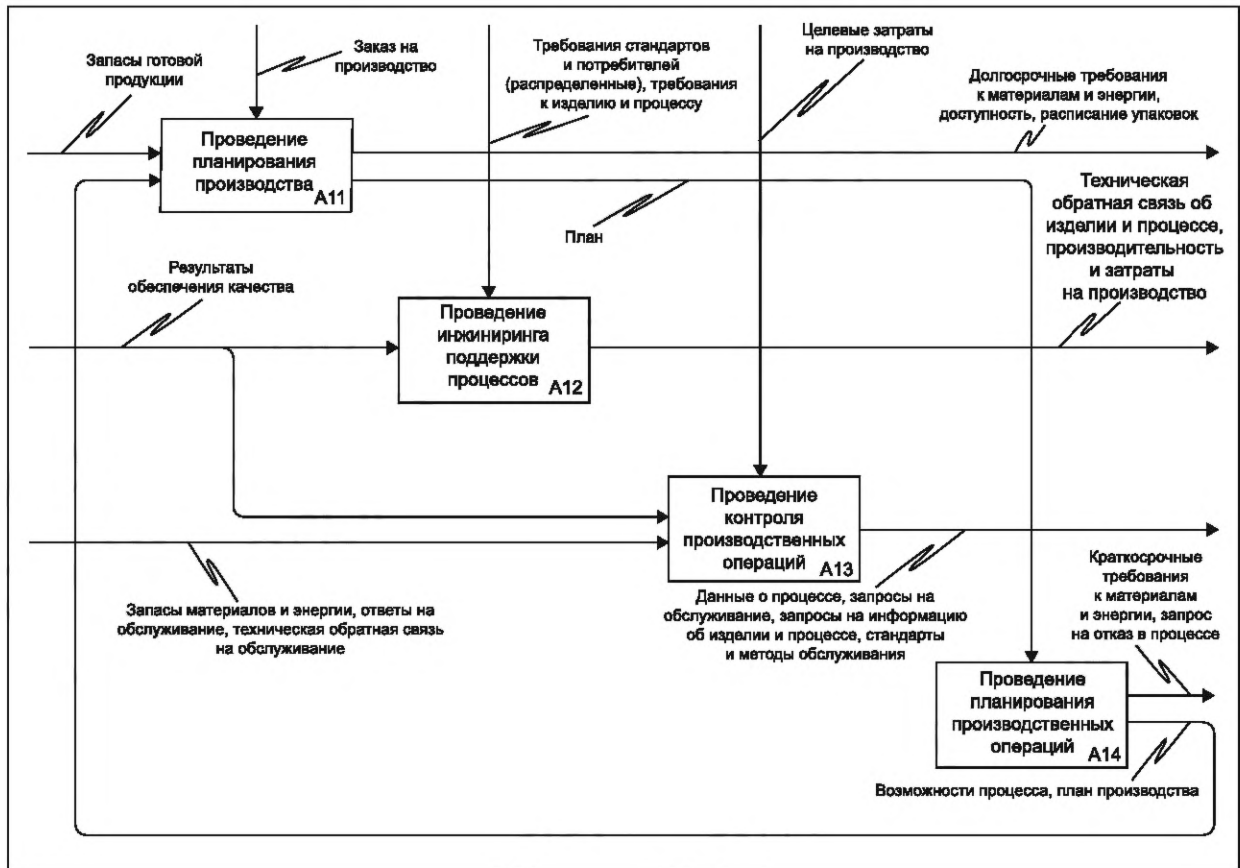 Запасы готовой
продукции
Заказ на
производство
Требования стандартов
и потребителей
(распределенные), требования
к изделию и процессу
Целевые затраты
на производство
Долгосрочные требования
к материалам и энергии,
доступность, расписание упаковок
Проведение
планирования
производства
А11
План
Техническая
обратная связь об
изделии и процессе,
производительность
и затраты
на производство
Результаты
обеспечения качества
Проведение
инжиниринга
поддержки
процессов
А12
Проведение
контроля
производственных
операций
А13
Запасы материалов и энергии, ответы на
обслуживание, техническая обратная связь
на обслуживание
Данные о процессе, запросы на
обслуживание, запросы на информацию
об изделии и процессе, стандарты
и методы обслуживания
Краткосрочные
требования
к материалам
и энергии, запрос
на отказ в процессе
Проведение
планирования
производственных
операций
А14
Возможности процесса, план производства